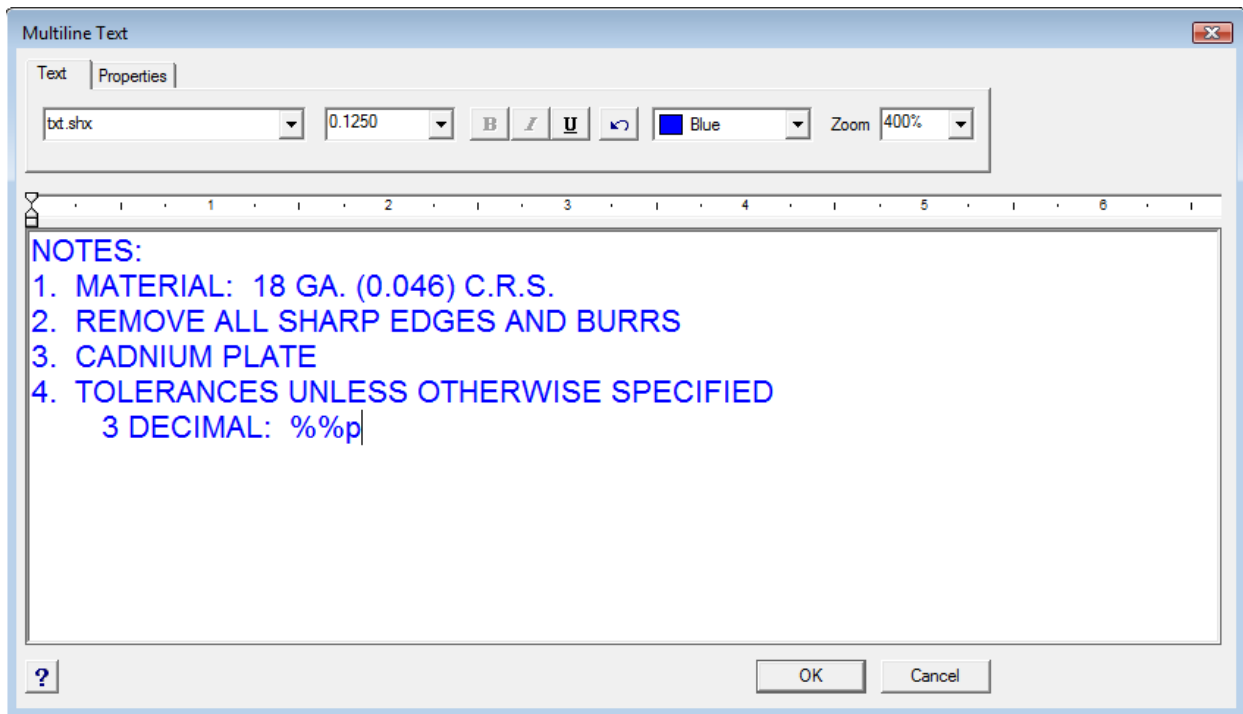 Multiline Text
Text Properties
txt.shx 0.1250 B I U Blue Zoom 400%
1 2 3 4 5 6
NOTES:
1. MATERIAL: 18 GA. (0.046) C.R.S.
2. REMOVE ALL SHARP EDGES AND BURRS
3. CADNIUM PLATE
4. TOLERANCES UNLESS OTHERWISE SPECIFIED
3 DECIMAL: %%p
? OK Cancel